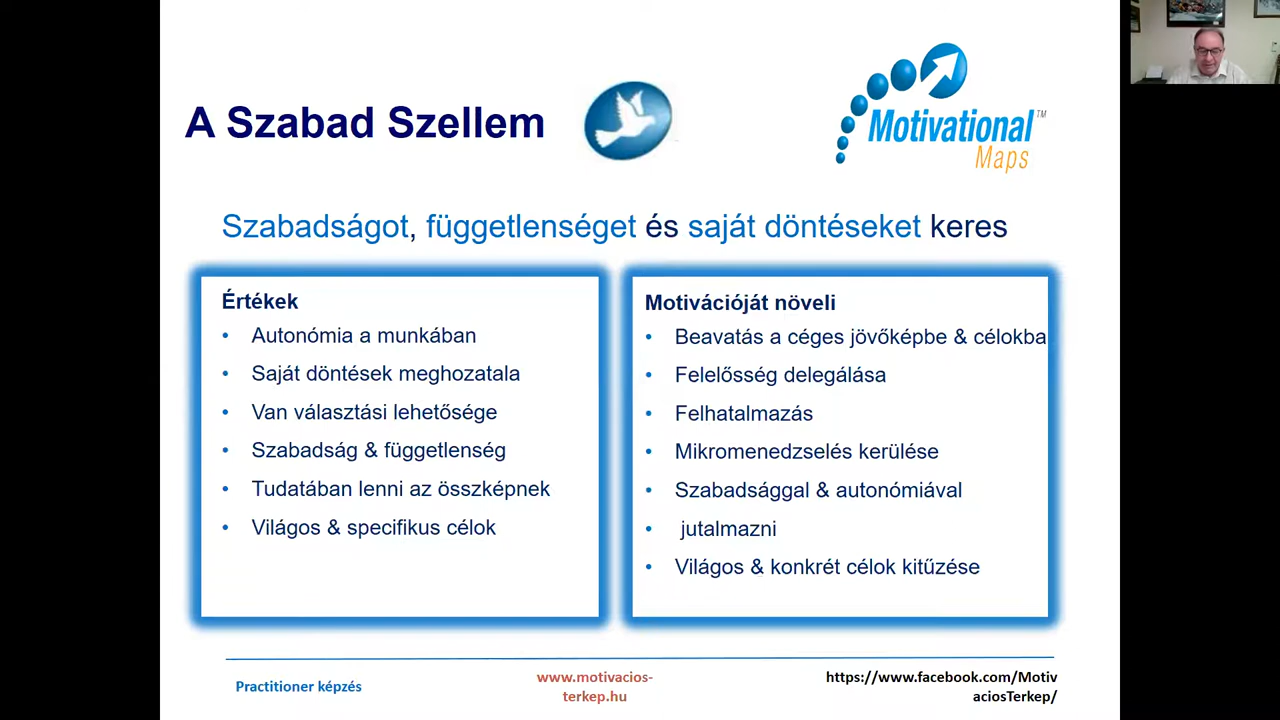 A Szabad Szellem
Motivational™
Maps
Szabadságot, függetlenséget és saját döntéseket keres
Értékek
• Autonómia a munkában
• Saját döntések meghozatala
• Van választási lehetősége
• Szabadság & függetlenség
• Tudatában lenni az összképnek
• Világos & specifikus célok
Motivációját növeli
• Beavatás a céges jövőképbe & célokba
• Felelősség delegálása
• Felhatalmazás
• Mikromenedzselés kerülése
• Szabadsággal & autonómiával
• jutalmazni
• Világos & konkrét célok kitűzése
Practitioner képzés
www.motivacios-
terkep.hu
https://www.facebook.com/Motiv
aciosTerkep/